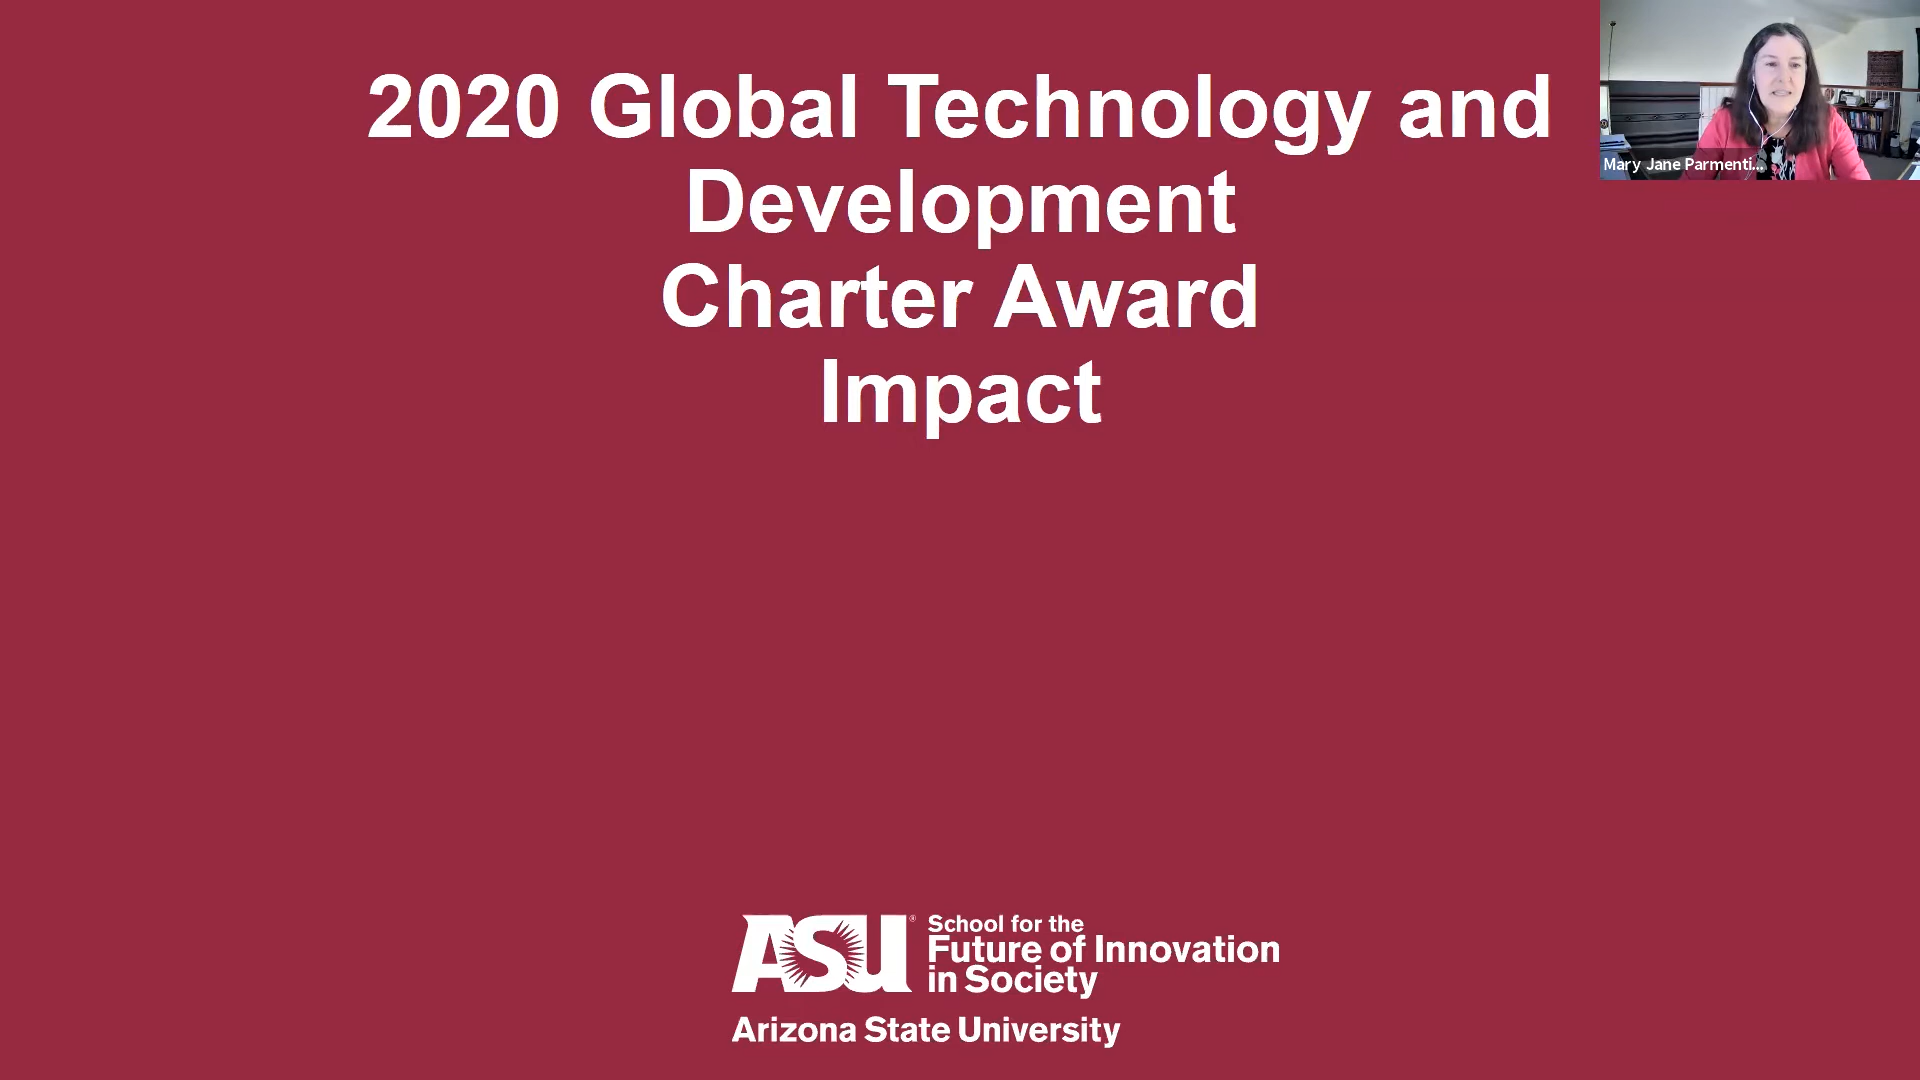 2020 Global Technology and
Development
Charter Award
Impact
Mary Jane Parmenti...
ASU® School for the
Future of Innovation
in Society
Arizona State University